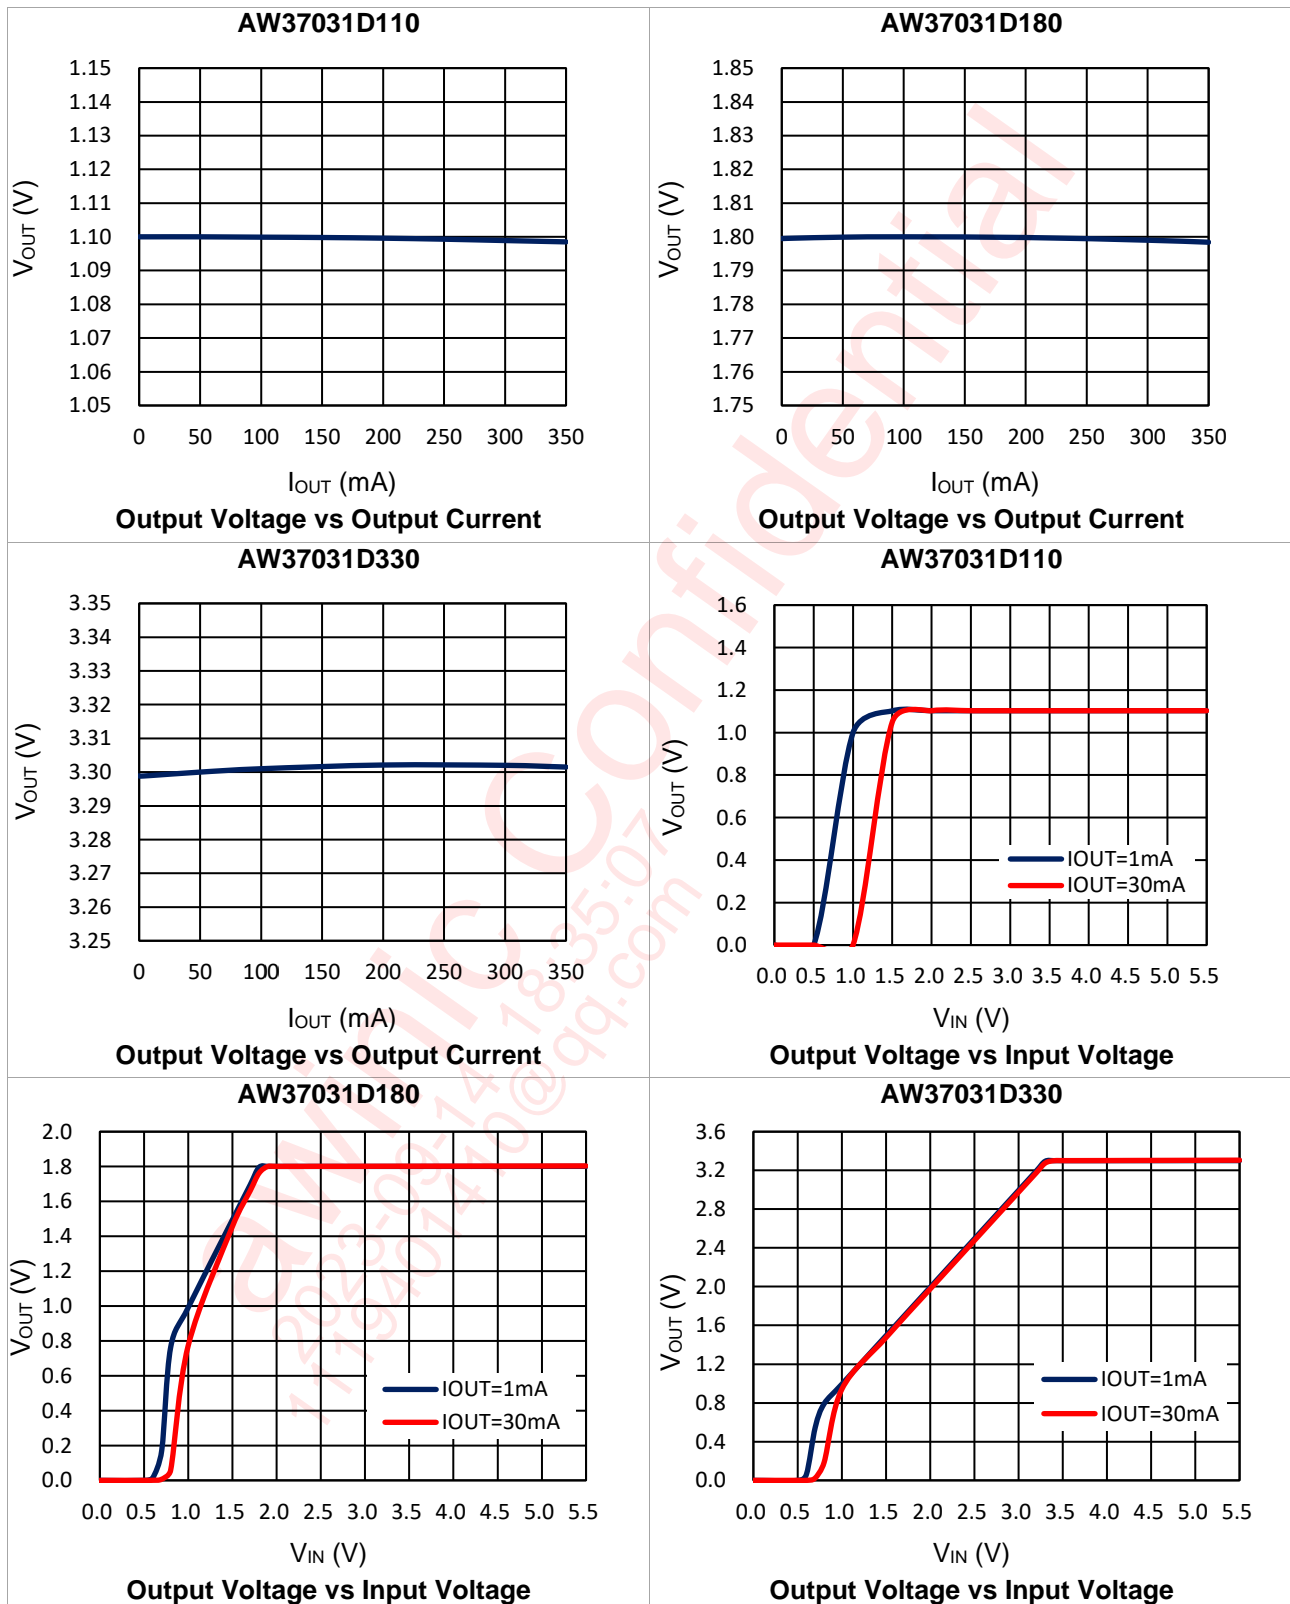 AW37031D110
1.15
1.14
1.13
1.12
1.11
1.10
1.09
1.08
1.07
1.06
1.05
VOUT (V)
0 50 100 150 200 250 300 350
IOUT (mA)
Output Voltage vs Output Current
AW37031D180
1.85
1.84
1.83
1.82
1.81
1.80
1.79
1.78
1.77
1.76
1.75
VOUT (V)
0 50 100 150 200 250 300 350
IOUT (mA)
Output Voltage vs Output Current
AW37031D330
3.35
3.34
3.33
3.32
3.31
3.30
3.29
3.28
3.27
3.26
3.25
VOUT (V)
0 50 100 150 200 250 300 350
IOUT (mA)
Output Voltage vs Output Current
AW37031D110
1.6
1.4
1.2
1.0
0.8
0.6
0.4
0.2
0.0
VOUT (V)
IOUT=1mA
IOUT=30mA
0.0 0.5 1.0 1.5 2.0 2.5 3.0 3.5 4.0 4.5 5.0 5.5
VIN (V)
Output Voltage vs Input Voltage
AW37031D180
2.0
1.8
1.6
1.4
1.2
1.0
0.8
0.6
0.4
0.2
0.0
VOUT (V)
IOUT=1mA
IOUT=30mA
0.0 0.5 1.0 1.5 2.0 2.5 3.0 3.5 4.0 4.5 5.0 5.5
VIN (V)
Output Voltage vs Input Voltage
AW37031D330
3.6
3.2
2.8
2.4
2.0
1.6
1.2
0.8
0.4
0.0
VOUT (V)
IOUT=1mA
IOUT=30mA
0.0 0.5 1.0 1.5 2.0 2.5 3.0 3.5 4.0 4.5 5.0 5.5
VIN (V)
Output Voltage vs Input Voltage
awinic Confidential
2023-09-14 18:35:07
1119401410@qq.com